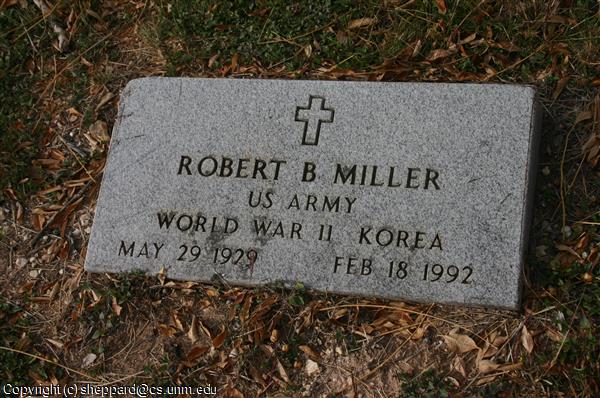 ROBERT B MILLER
US ARMY
WORLD WAR II KOREA
MAY 29 1929 FEB 18 1992
Copyright (c) sheppard@cs.unm.edu